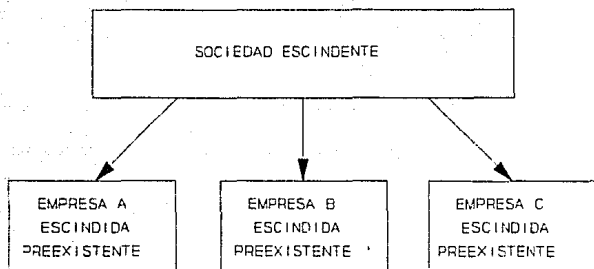 SOCIEDAD ESCINDENTE
EMPRESA A
ESCINDIDA
PREEXISTENTE
EMPRESA B
ESCINDIDA
PREEXISTENTE
EMPRESA C
ESCINDIDA
PREEXISTENTE